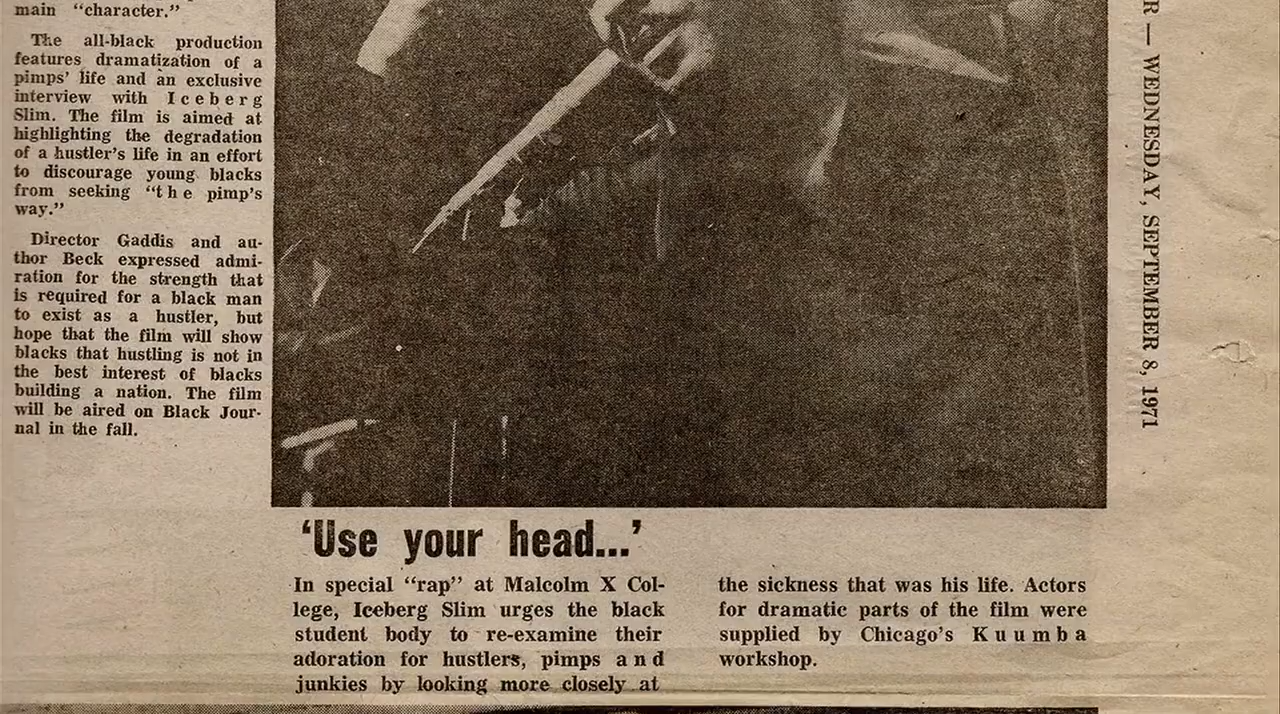 main “character.”
The all-black production
features dramatization of a
pimps’ life and an exclusive
interview with Iceberg
Slim. The film is aimed at
highlighting the degradation
of a hustler’s life in an effort
to discourage young blacks
from seeking “the pimp’s
way.”
Director Gaddis and au-
thor Beck expressed admi-
ration for the strength that
is required for a black man
to exist as a hustler, but
hope that the film will show
blacks that hustling is not in
the best interest of blacks
building a nation. The film
will be aired on Black Jour-
nal in the fall.
‘Use your head...’
In special “rap” at Malcolm X Col-
lege, Iceberg Slim urges the black
student body to re-examine their
adoration for hustlers, pimps and
junkies by looking more closely at
the sickness that was his life. Actors
for dramatic parts of the film were
supplied by Chicago’s Kuumba
workshop.
R — WEDNESDAY, SEPTEMBER 8, 1971